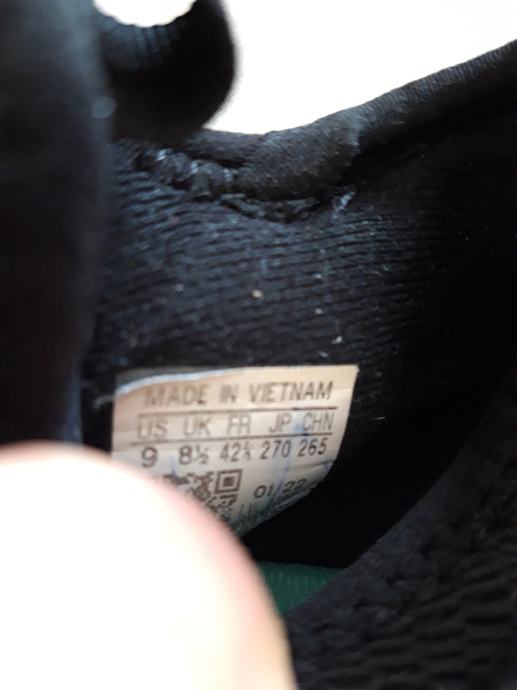 MADE IN VIETNAM
US UK FR JP CHN
9 8½ 42⅔ 270 265
01/22